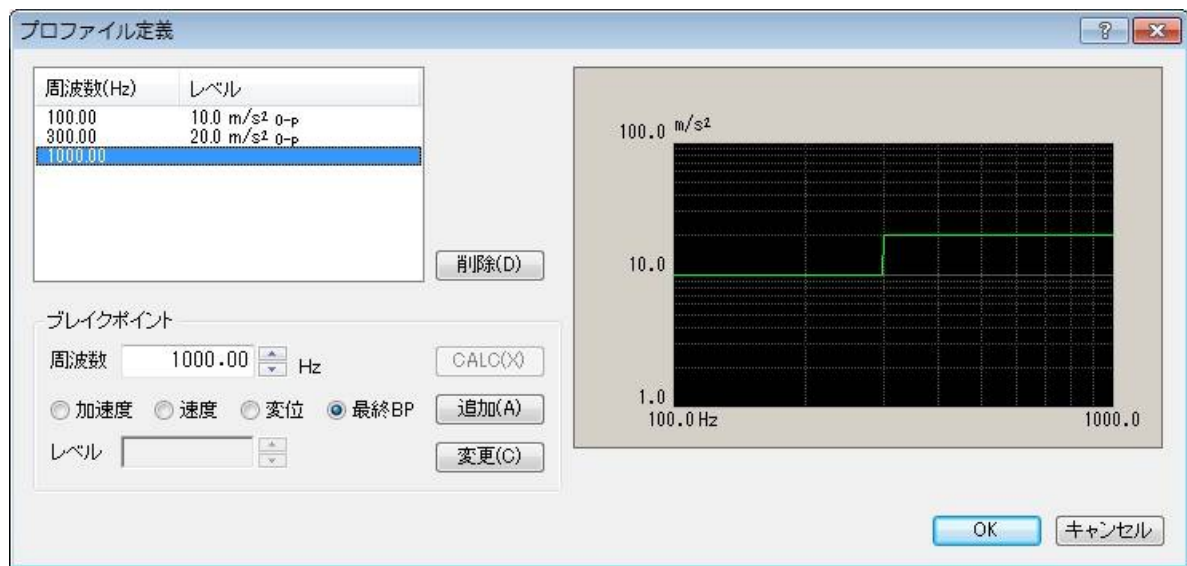 プロファイル定義
周波数(Hz) レベル
100.00 10.0 m/s² 0-P
300.00 20.0 m/s² 0-P
1000.00
削除(D)
ブレイクポイント
周波数 1000.00 Hz
CALC(X)
加速度 速度 変位 最終BP
追加(A)
レベル
変更(C)
100.0 m/s²
10.0
1.0
100.0 Hz 1000.0
OK キャンセル